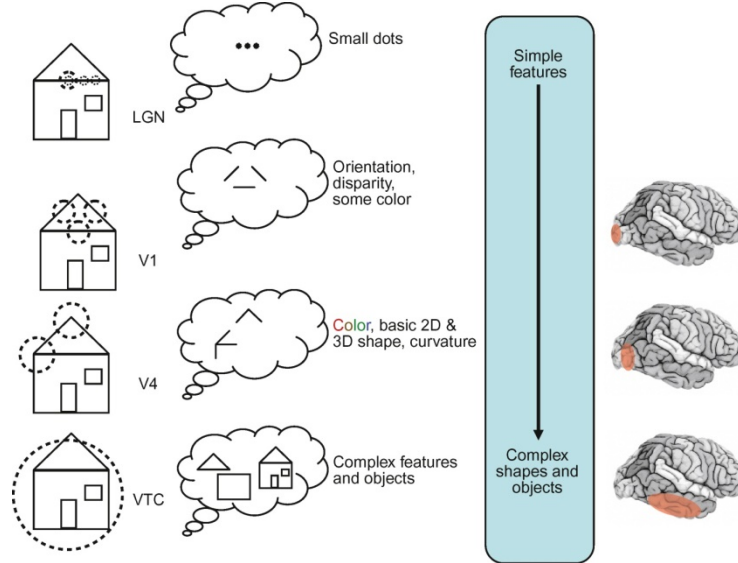 Small dots
LGN
Orientation,
disparity,
some color
V1
Color, basic 2D &
3D shape, curvature
V4
Complex features
and objects
VTC
Simple
features
Complex
shapes and
objects